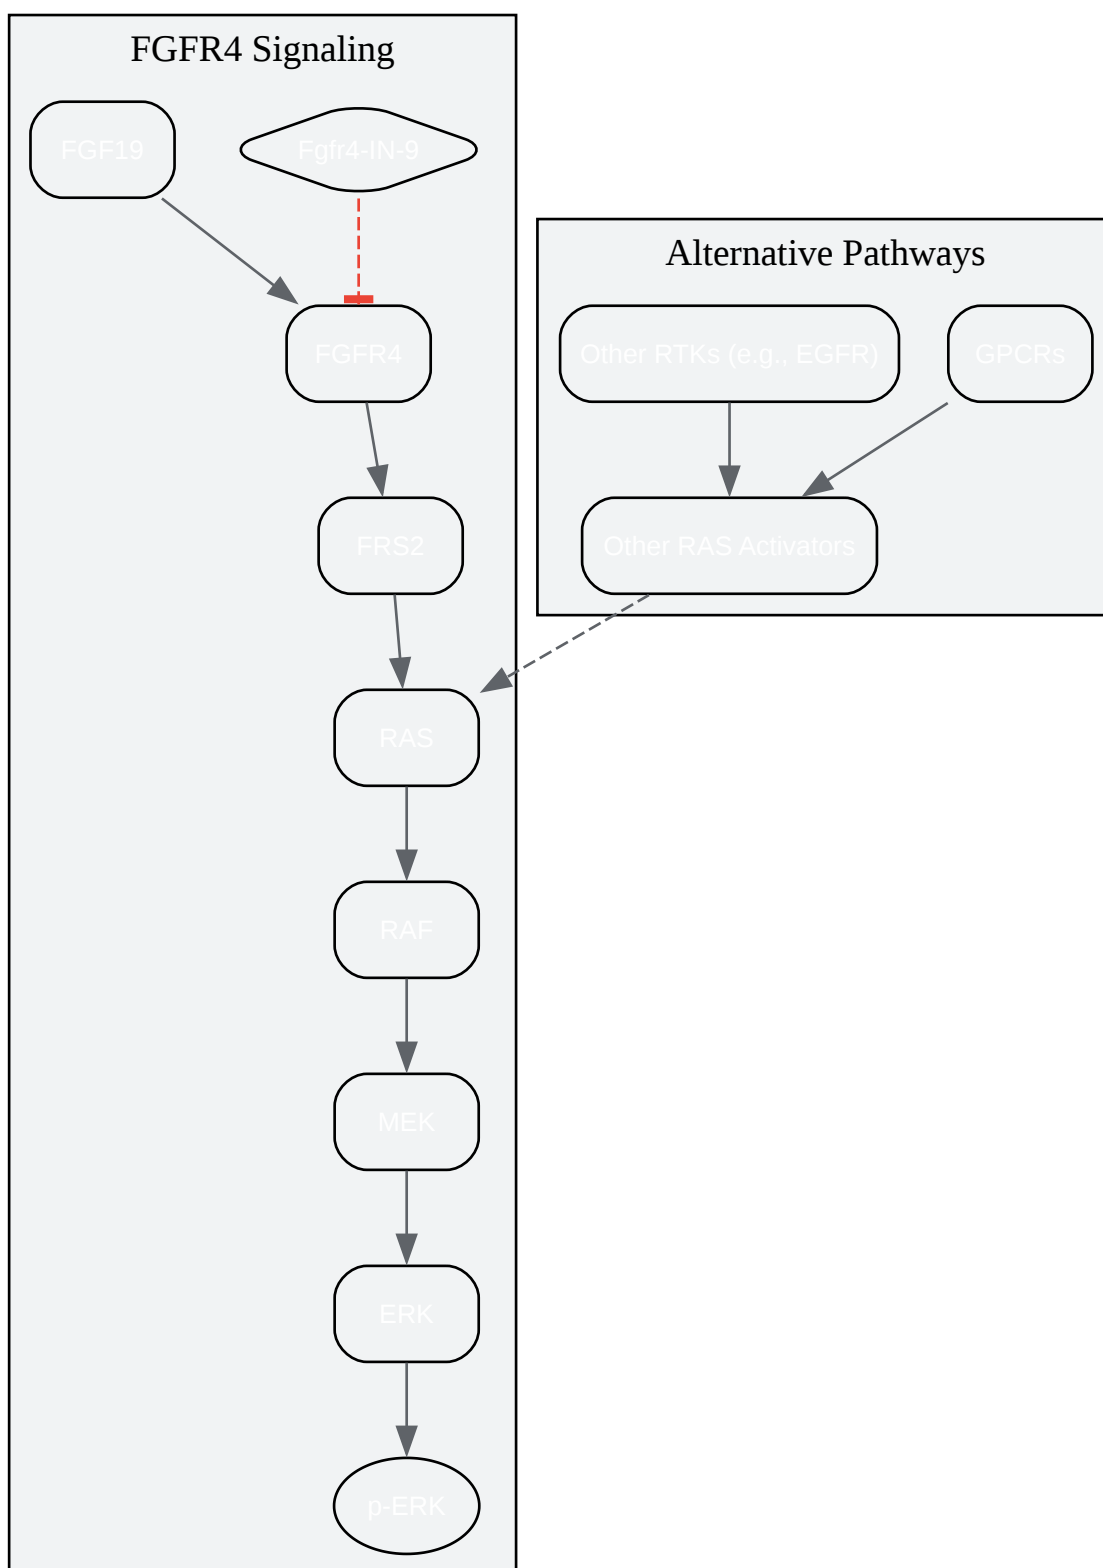 FGFR4 Signaling
FGF19
Fgfr4-IN-9
FGFR4
FRS2
RAS
RAF
MEK
ERK
p-ERK
Alternative Pathways
Other RTKs (e.g., EGFR)
GPCRs
Other RAS Activators